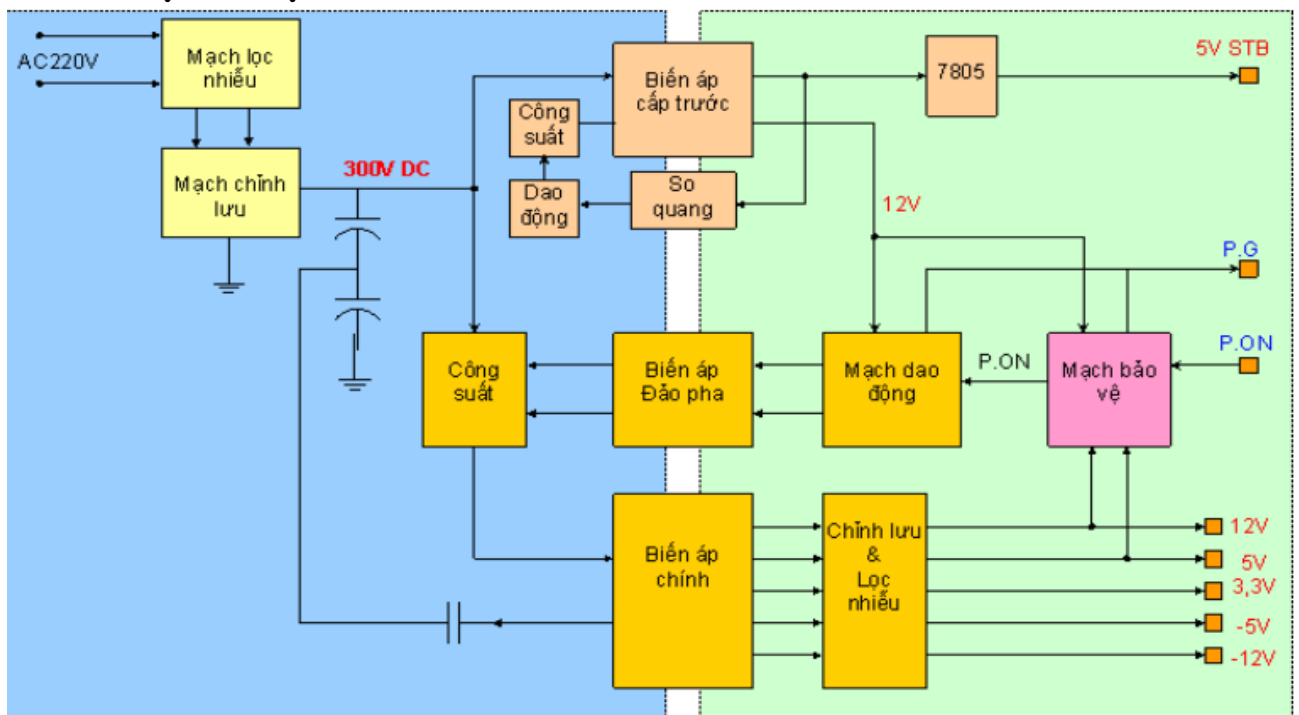 AC220V
Mạch lọc
nhiễu
Mạch chỉnh
lưu
300V DC
Công
suất
Dao
động
Biến áp
cấp trước
So
quang
7805
5V STB
12V
P.G
P.ON
Công
suất
Biến áp
Đảo pha
Mạch dao
động
P.ON
Mạch bảo
vệ
Biến áp
chính
Chỉnh lưu
&
Lọc
nhiễu
12V
5V
3,3V
-5V
-12V